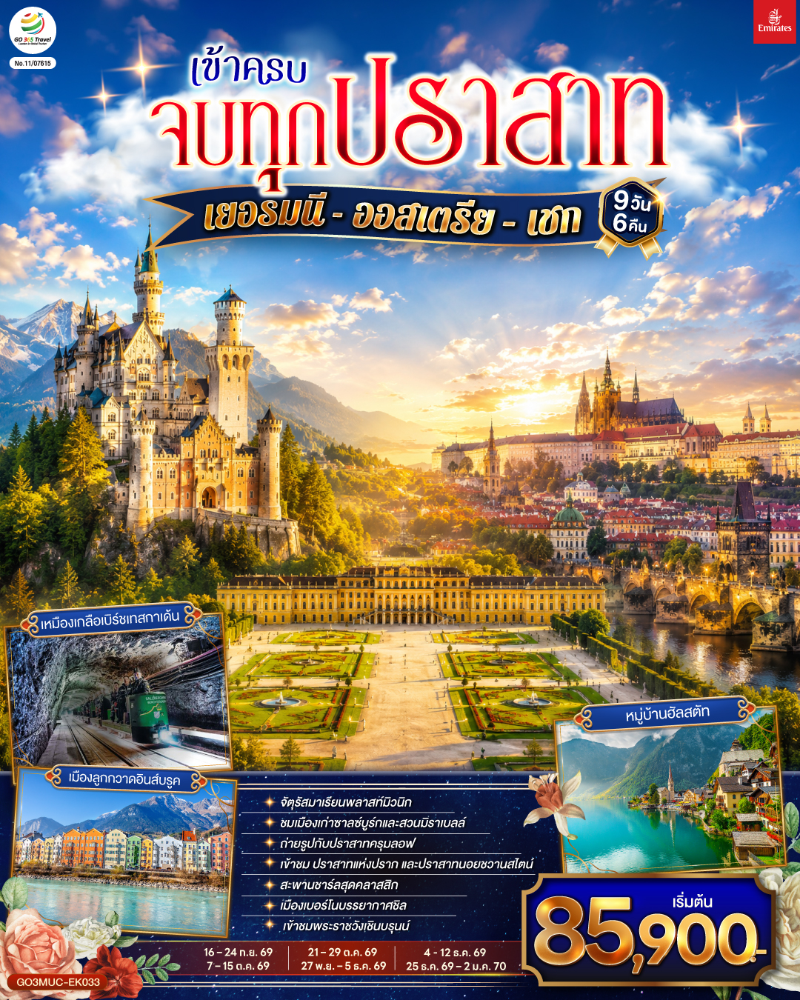 GO 365 Travel
Leaders in Global Tourism
No.11/07615
Emirates
เข้าครบ
จบทุกปราสาท
เยอรมนี - ออสเตรีย - เชก
9 วัน
6 คืน
เหมืองเกลือเบิร์ชเทสกาเด้น
หมู่บ้านฮัลสตัท
เมืองลูกกวาดอินส์บรูค
จัตุรัสมาเรียนพลาสท์มิวนิก
ชมเมืองเก่าซาลซ์บูร์กและสวนมิราเบลล์
ถ่ายรูปกับปราสาทครุมลอฟ
เข้าชม ปราสาทแห่งปราก และปราสาทนอยชวานสไตน์
สะพานชาร์ลสุดคลาสสิก
เมืองเบอร์โนบรรยากาศชิล
เข้าชมพระราชวังเชินบรุนน์
เริ่มต้น
85,900.-
16 – 24 ก.ย. 69
21 – 29 ต.ค. 69
4 - 12 ธ.ค. 69
7 – 15 ต.ค. 69
27 พ.ย. – 5 ธ.ค. 69
25 ธ.ค. 69 – 2 ม.ค. 70
GO3MUC-EK033